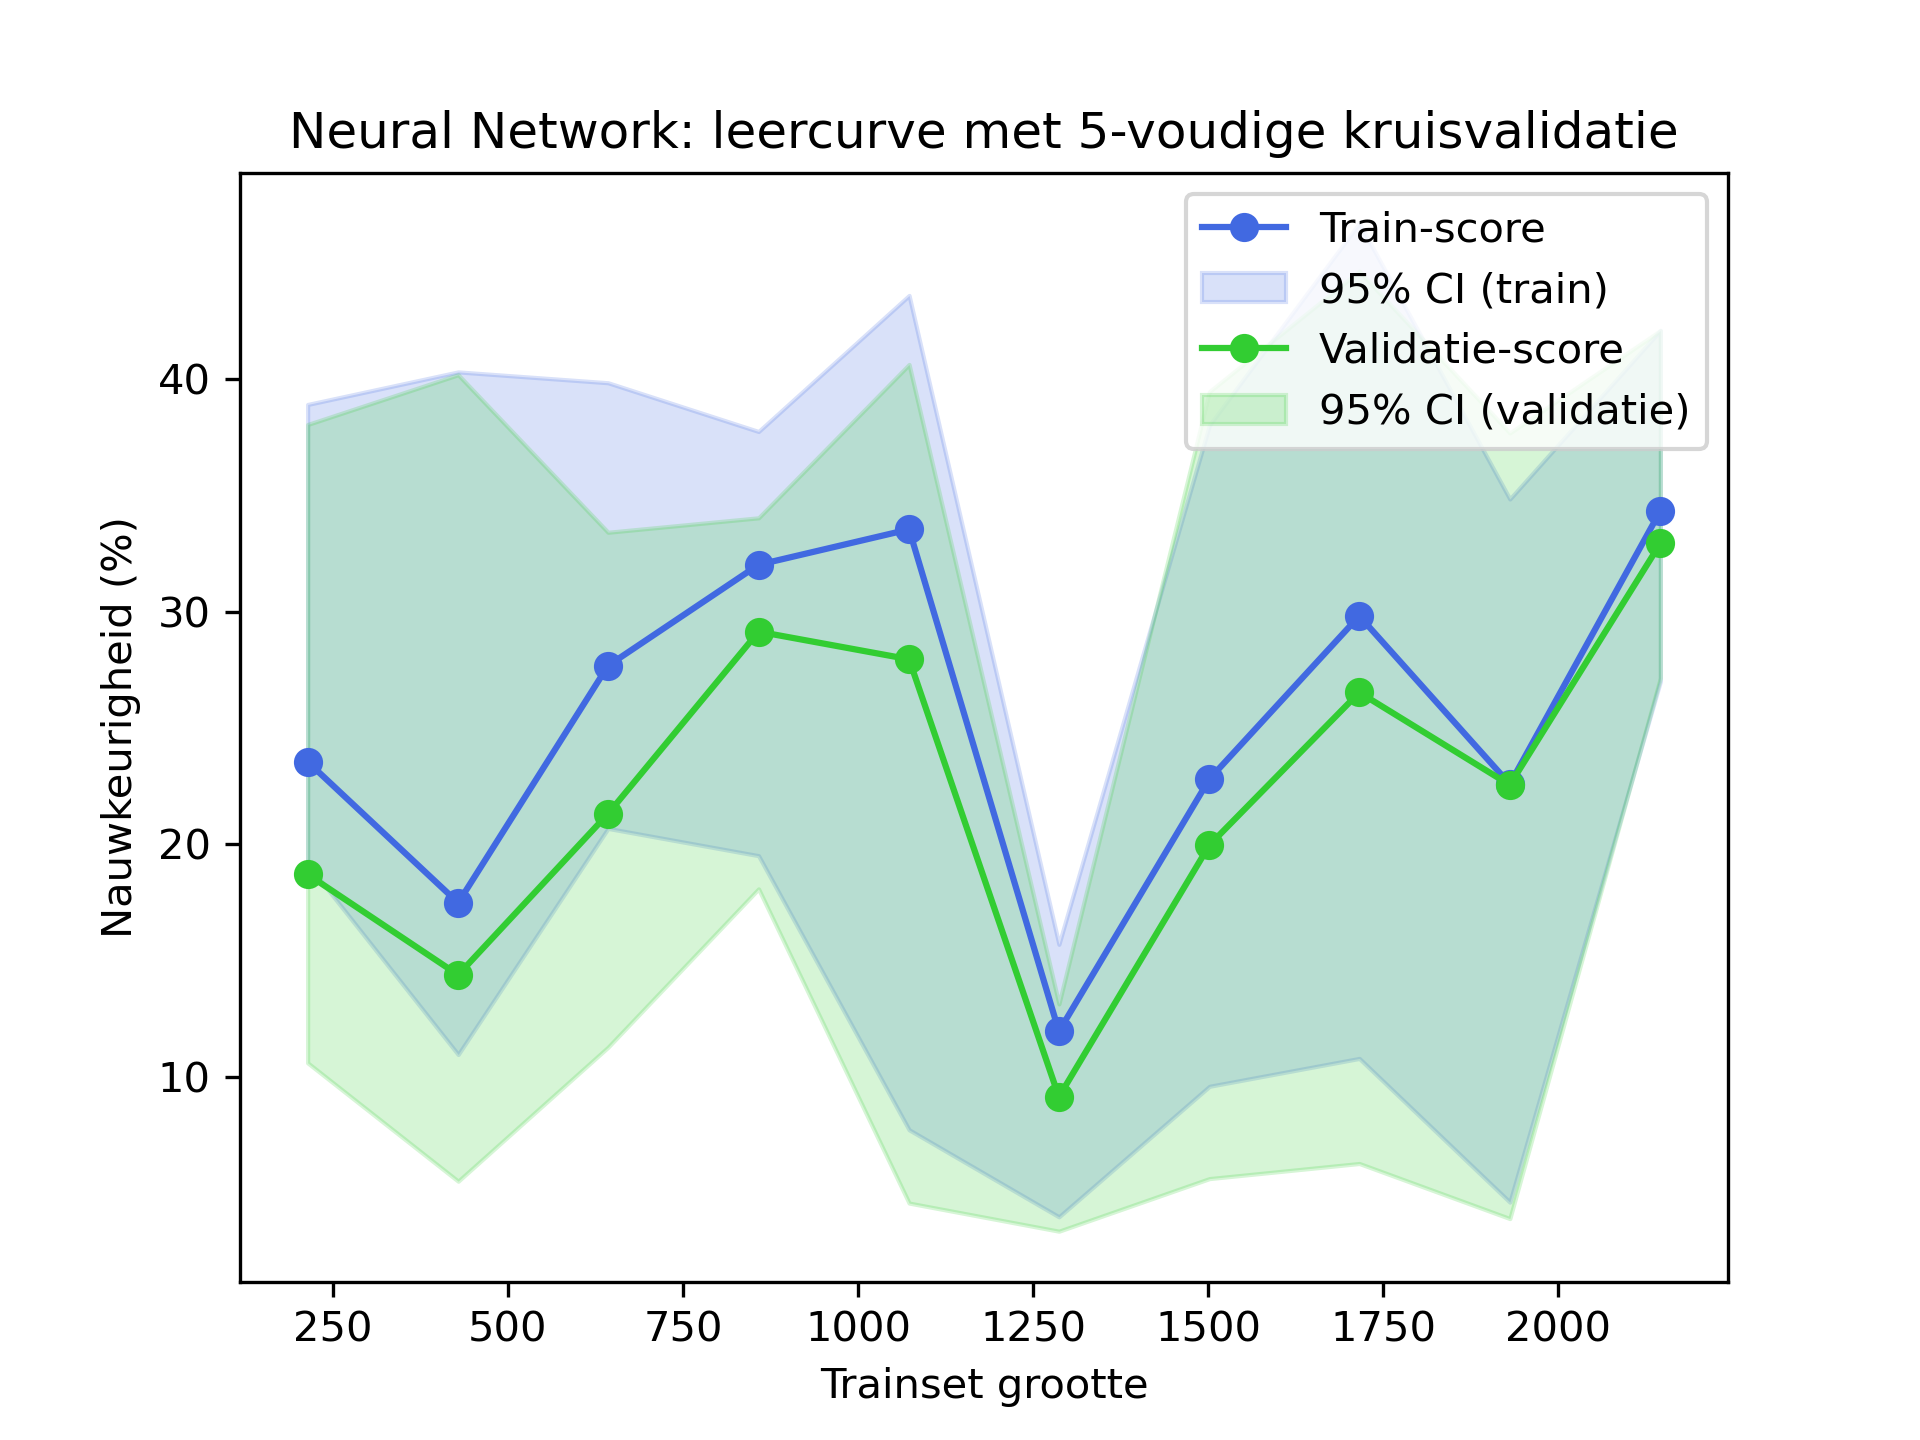 Neural Network: leercurve met 5-voudige kruisvalidatie
Train-score
95% CI (train)
Validatie-score
95% CI (validatie)
Nauwkeurigheid (%)
40
30
20
10
250 500 750 1000 1250 1500 1750 2000
Trainset grootte